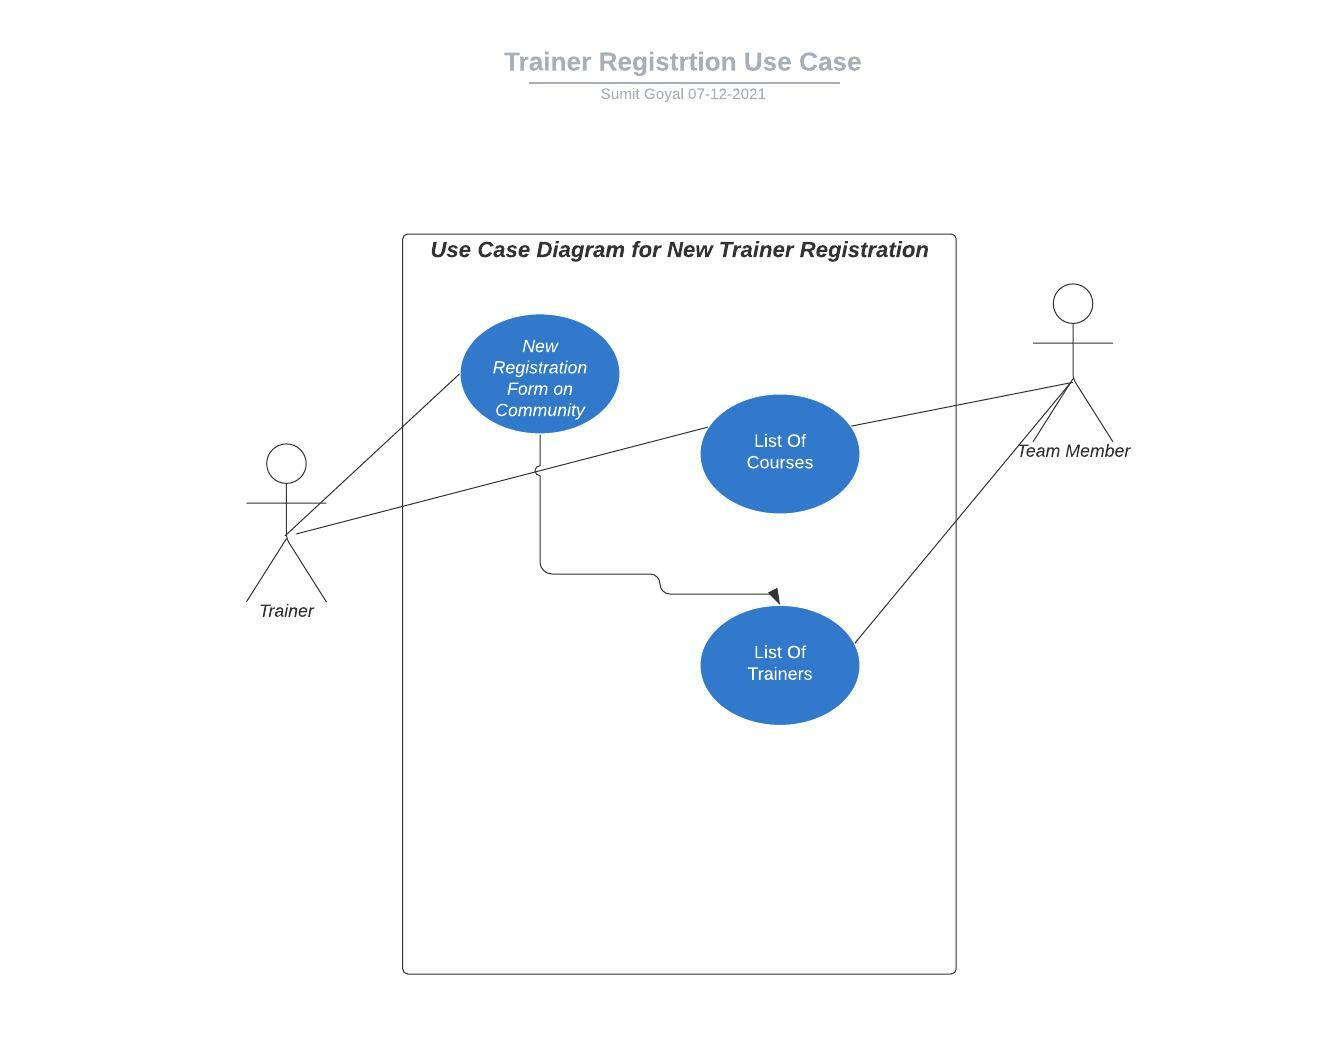 Trainer Registrtion Use Case
Sumit Goyal 07-12-2021
Use Case Diagram for New Trainer Registration
New
Registration
Form on
Community
List Of
Courses
Team Member
Trainer
List Of
Trainers